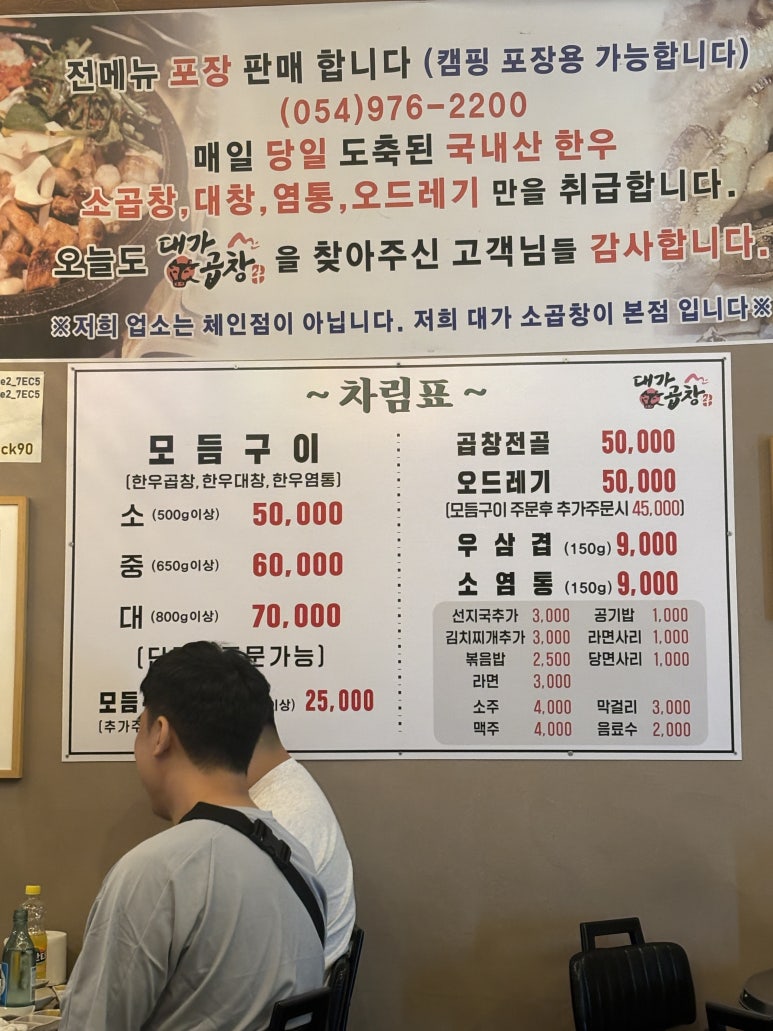 전메뉴 포장 판매 합니다 (캠핑 포장용 가능합니다)
(054)976-2200
매일 당일 도축된 국내산 한우
소곱창,대창,염통,오드레기 만을 취급합니다.
오늘도 대가 곱창 을 찾아주신 고객님들 감사합니다.
※저희 업소는 체인점이 아닙니다. 저희 대가 소곱창이 본점 입니다※
e2_7EC5
e2_7EC5
ck90
~ 차림표 ~
대가 곱창
모듬구이
(한우곱창,한우대창,한우염통)
소 (500g이상) 50,000
중 (650g이상) 60,000
대 (800g이상) 70,000
문가능)
모듬 이상) 25,000
(추가주
곱창전골 50,000
오드레기 50,000
(모듬구이 주문후 추가주문시 45,000)
우삼겹 (150g) 9,000
소염통 (150g) 9,000
선지국추가 3,000 공기밥 1,000
김치찌개추가 3,000 라면사리 1,000
볶음밥 2,500 당면사리 1,000
라면 3,000
소주 4,000 막걸리 3,000
맥주 4,000 음료수 2,000